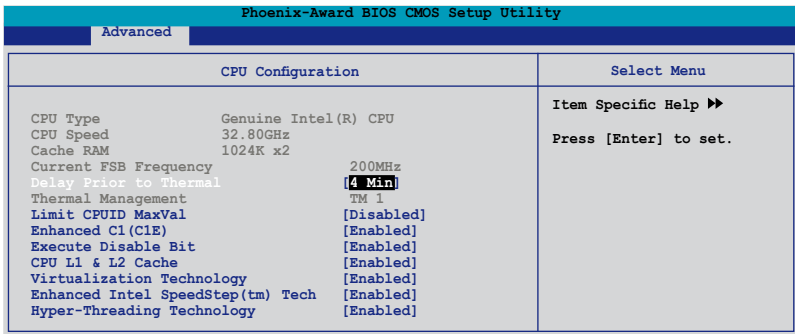 Phoenix-Award BIOS CMOS Setup Utility
Advanced
CPU Configuration
Select Menu
CPU Type Genuine Intel(R) CPU
CPU Speed 32.80GHz
Cache RAM 1024K x2
Current FSB Frequency 200MHz
Delay Prior to Thermal [4 Min]
Thermal Management TM 1
Limit CPUID MaxVal [Disabled]
Enhanced C1(C1E) [Enabled]
Execute Disable Bit [Enabled]
CPU L1 & L2 Cache [Enabled]
Virtualization Technology [Enabled]
Enhanced Intel SpeedStep(tm) Tech [Enabled]
Hyper-Threading Technology [Enabled]
Item Specific Help
Press [Enter] to set.